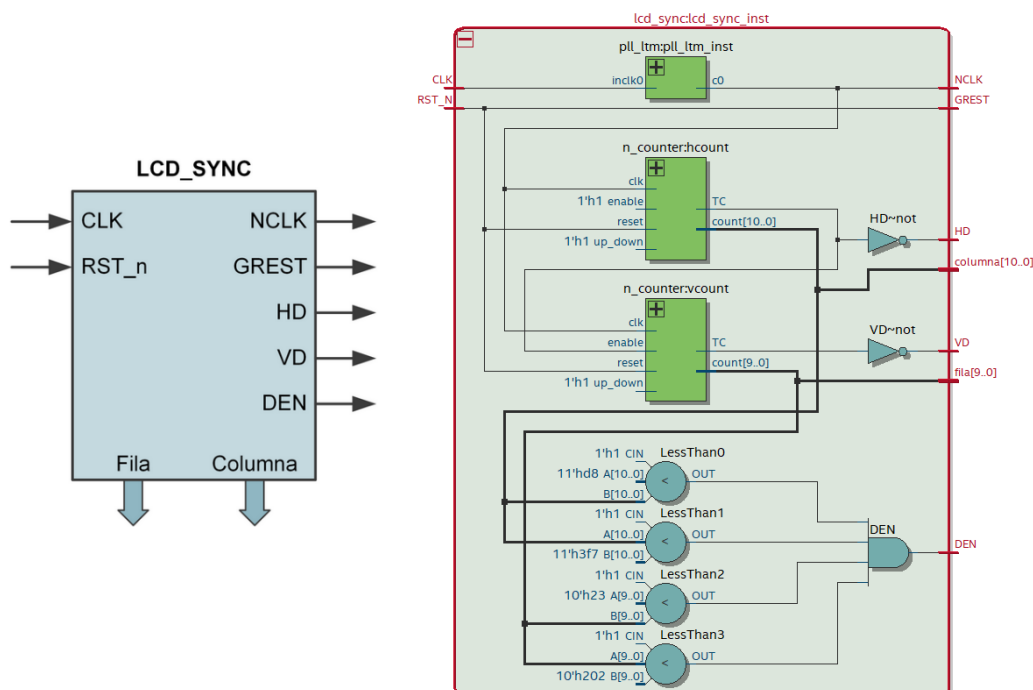 LCD_SYNC
CLK
NCLK
RST_n
GREST
HD
VD
DEN
Fila
Columna
lcd_sync:lcd_sync_inst
pll_ltm:pll_ltm_inst
CLK
inclk0
c0
NCLK
RST_N
GREST
n_counter:hcount
clk
1'h1 enable
TC
reset
count[10..0]
1'h1 up_down
HD~not
HD
columna[10..0]
n_counter:vcount
clk
enable
TC
reset
count[9..0]
1'h1 up_down
VD~not
VD
fila[9..0]
LessThan0
1'h1 CIN
11'hd8 A[10..0]
<
OUT
B[10..0]
LessThan1
1'h1 CIN
A[10..0]
<
OUT
11'h3f7 B[10..0]
LessThan2
1'h1 CIN
10'h23 A[9..0]
<
OUT
B[9..0]
LessThan3
1'h1 CIN
A[9..0]
<
OUT
10'h202 B[9..0]
DEN
DEN